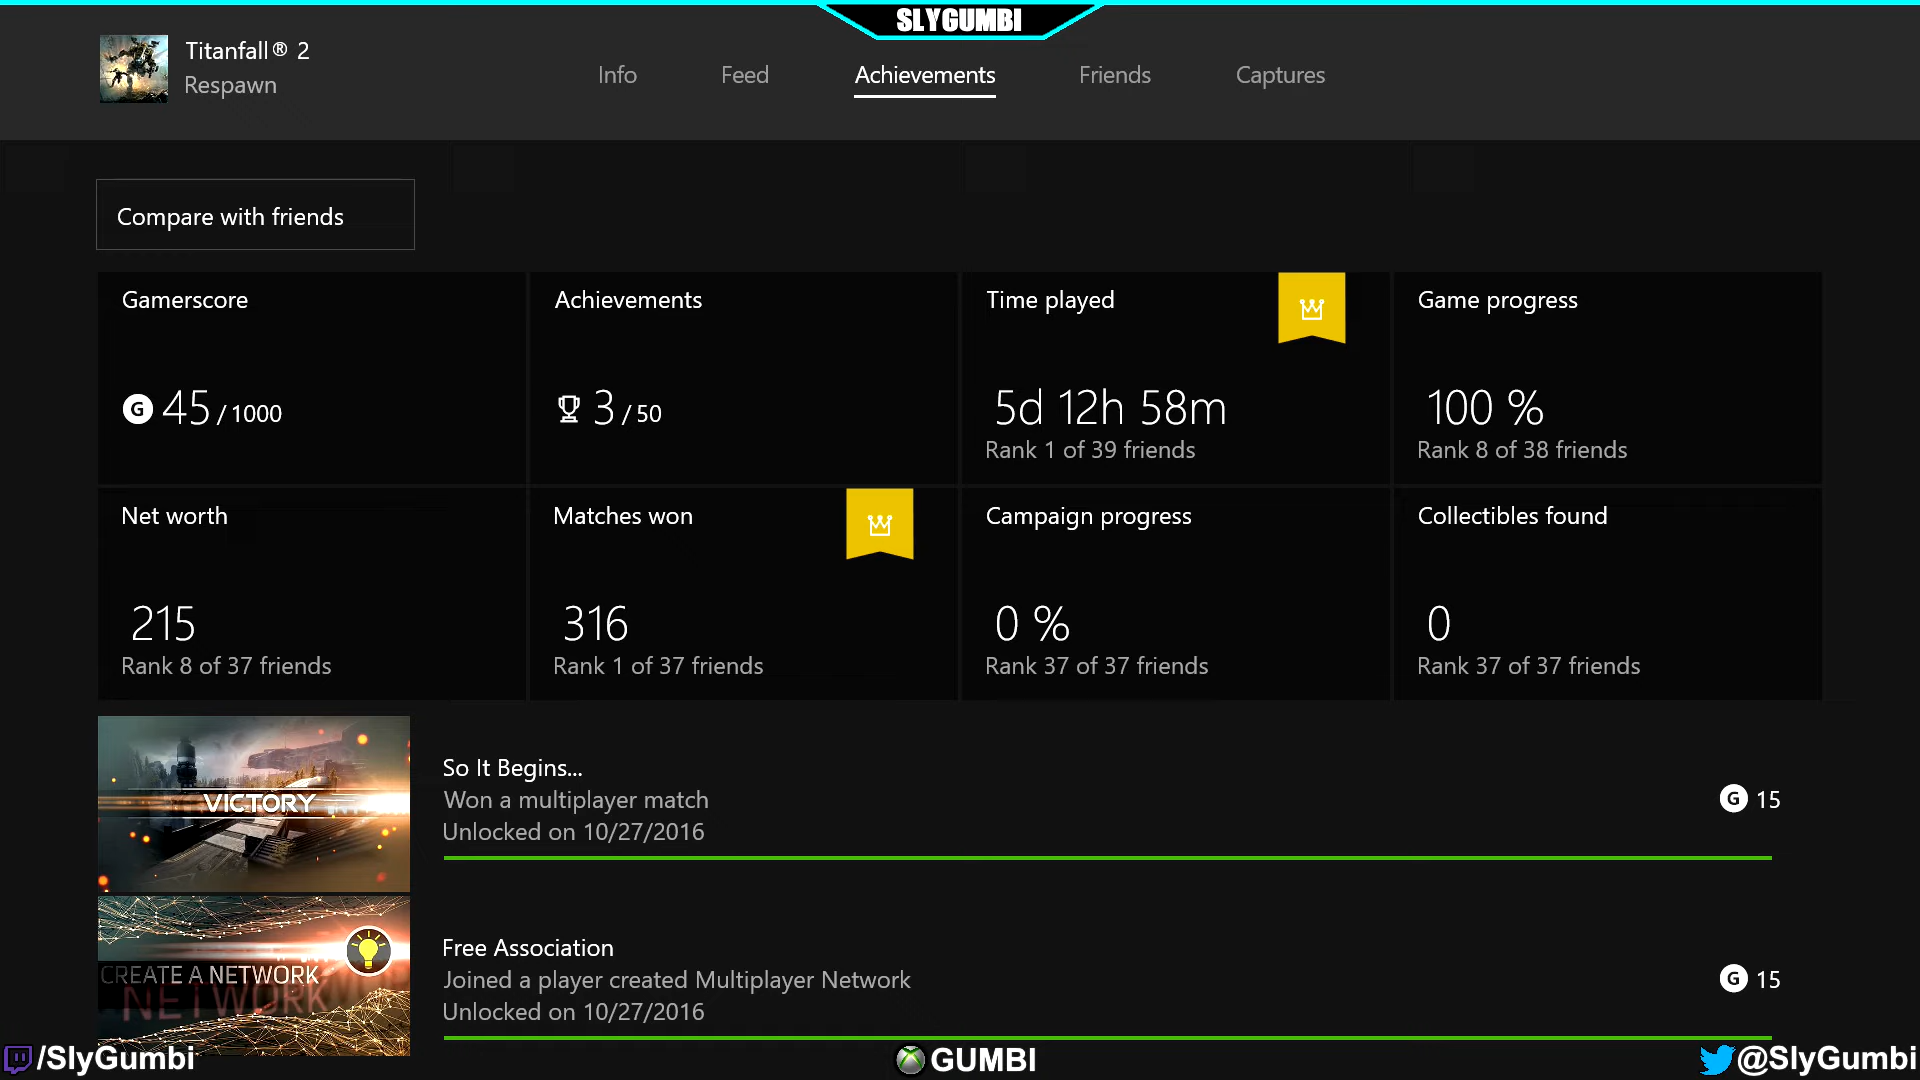 SLYGUMBI
Titanfall® 2
Respawn
Info
Feed
Achievements
Friends
Captures
Compare with friends
Gamerscore
G 45 / 1000
Achievements
3 / 50
Time played
5d 12h 58m
Rank 1 of 39 friends
Game progress
100 %
Rank 8 of 38 friends
Net worth
215
Rank 8 of 37 friends
Matches won
316
Rank 1 of 37 friends
Campaign progress
0 %
Rank 37 of 37 friends
Collectibles found
0
Rank 37 of 37 friends
VICTORY
So It Begins...
Won a multiplayer match
Unlocked on 10/27/2016
G 15
CREATE A NETWORK
NETWORK
Free Association
Joined a player created Multiplayer Network
Unlocked on 10/27/2016
G 15
/SlyGumbi
GUMBI
@SlyGumbi